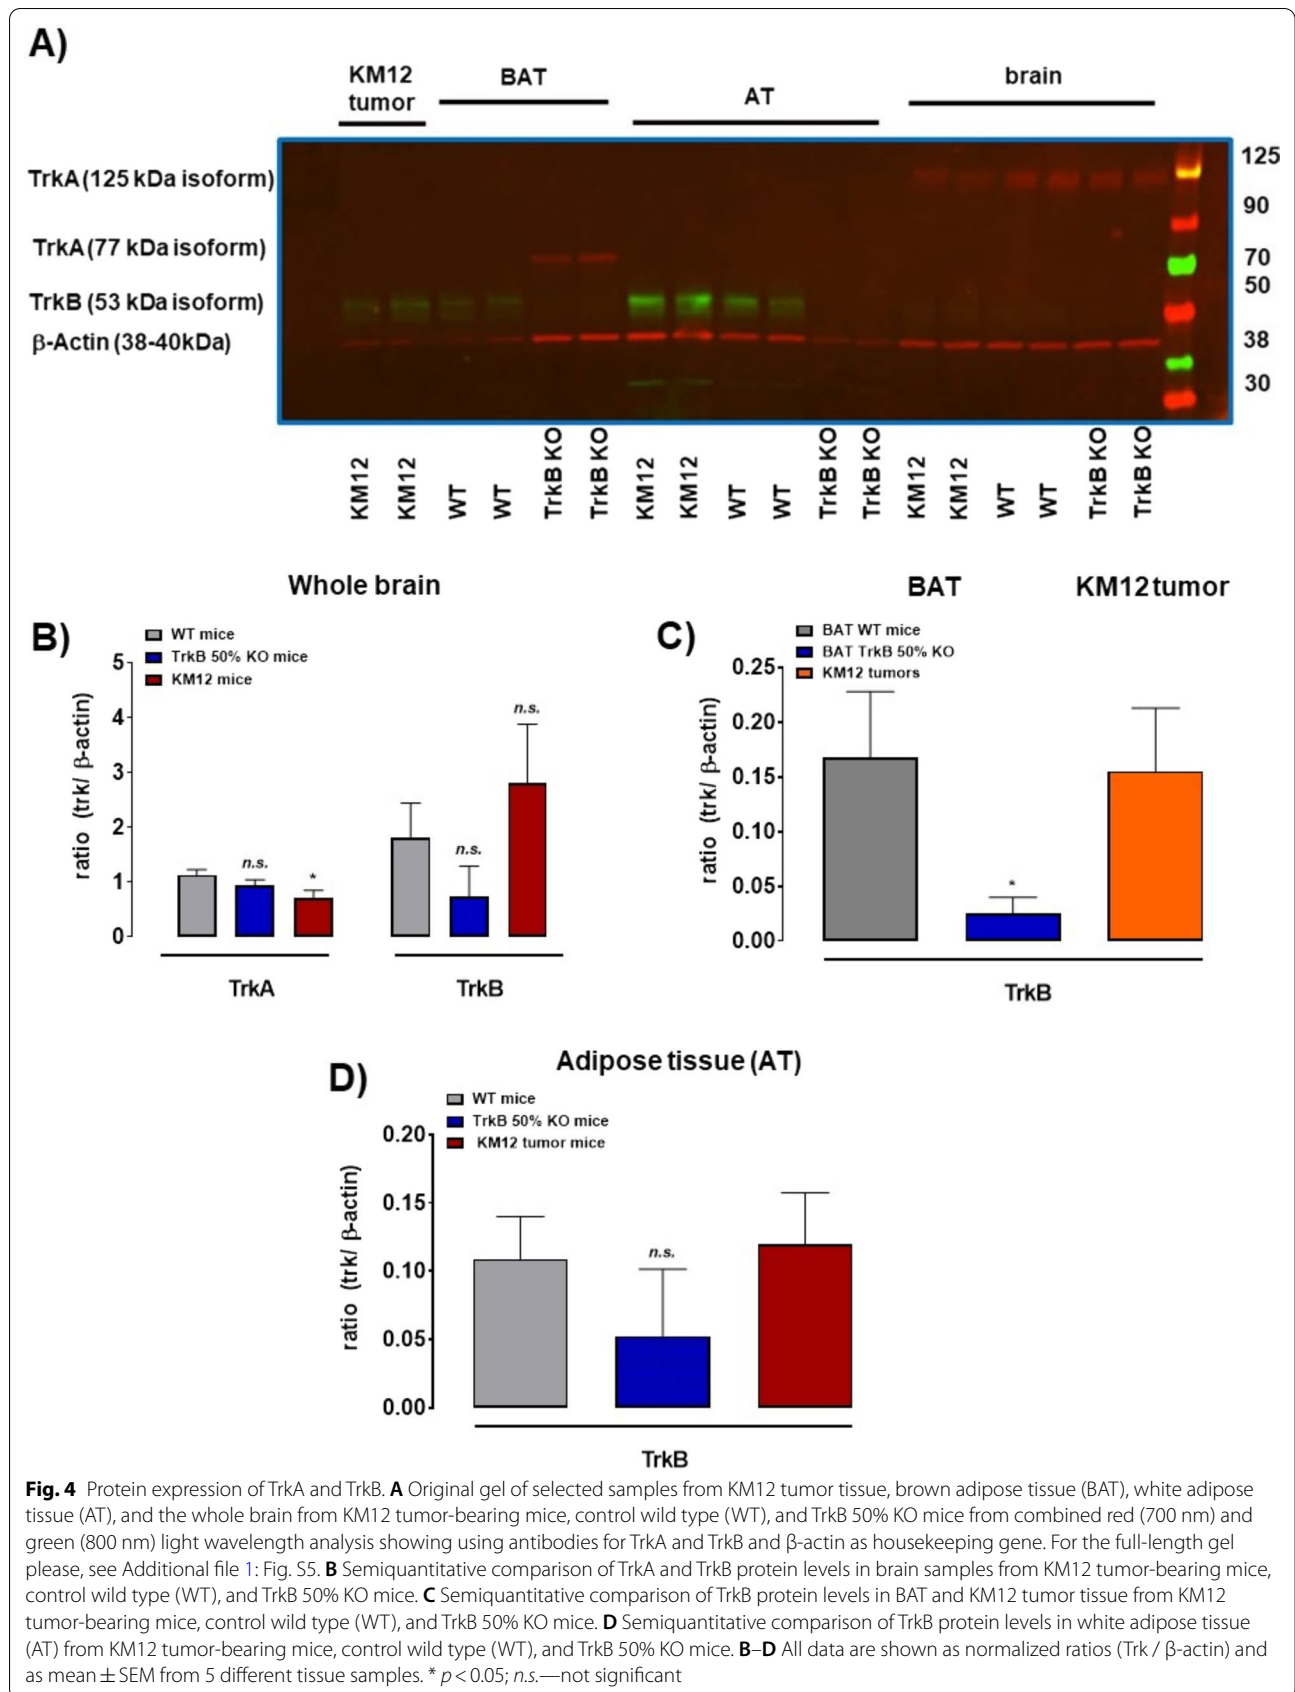 A)
KM12
tumor
BAT
AT
brain
TrkA (125 kDa isoform)
TrkA (77 kDa isoform)
TrkB (53 kDa isoform)
β-Actin (38-40kDa)
125
90
70
50
38
30
KM12
KM12
WT
WT
TrkB KO
TrkB KO
KM12
KM12
WT
WT
TrkB KO
TrkB KO
KM12
KM12
WT
WT
TrkB KO
TrkB KO
Whole brain
B)
WT mice
TrkB 50% KO mice
KM12 mice
ratio (trk/ β-actin)
5
4
3
2
1
0
n.s.
*
n.s.
n.s.
TrkA
TrkB
BAT
KM12 tumor
C)
BAT WT mice
BAT TrkB 50% KO
KM12 tumors
ratio (trk/ β-actin)
0.25
0.20
0.15
0.10
0.05
0.00
*
TrkB
Adipose tissue (AT)
D)
WT mice
TrkB 50% KO mice
KM12 tumor mice
ratio (trk/ β-actin)
0.20
0.15
0.10
0.05
0.00
n.s.
TrkB
Fig. 4 Protein expression of TrkA and TrkB. A Original gel of selected samples from KM12 tumor tissue, brown adipose tissue (BAT), white adipose
tissue (AT), and the whole brain from KM12 tumor-bearing mice, control wild type (WT), and TrkB 50% KO mice from combined red (700 nm) and
green (800 nm) light wavelength analysis showing using antibodies for TrkA and TrkB and β-actin as housekeeping gene. For the full-length gel
please, see Additional file 1: Fig. S5. B Semiquantitative comparison of TrkA and TrkB protein levels in brain samples from KM12 tumor-bearing mice,
control wild type (WT), and TrkB 50% KO mice. C Semiquantitative comparison of TrkB protein levels in BAT and KM12 tumor tissue from KM12
tumor-bearing mice, control wild type (WT), and TrkB 50% KO mice. D Semiquantitative comparison of TrkB protein levels in white adipose tissue
(AT) from KM12 tumor-bearing mice, control wild type (WT), and TrkB 50% KO mice. B–D All data are shown as normalized ratios (Trk / β-actin) and
as mean ± SEM from 5 different tissue samples. * p < 0.05; n.s.—not significant